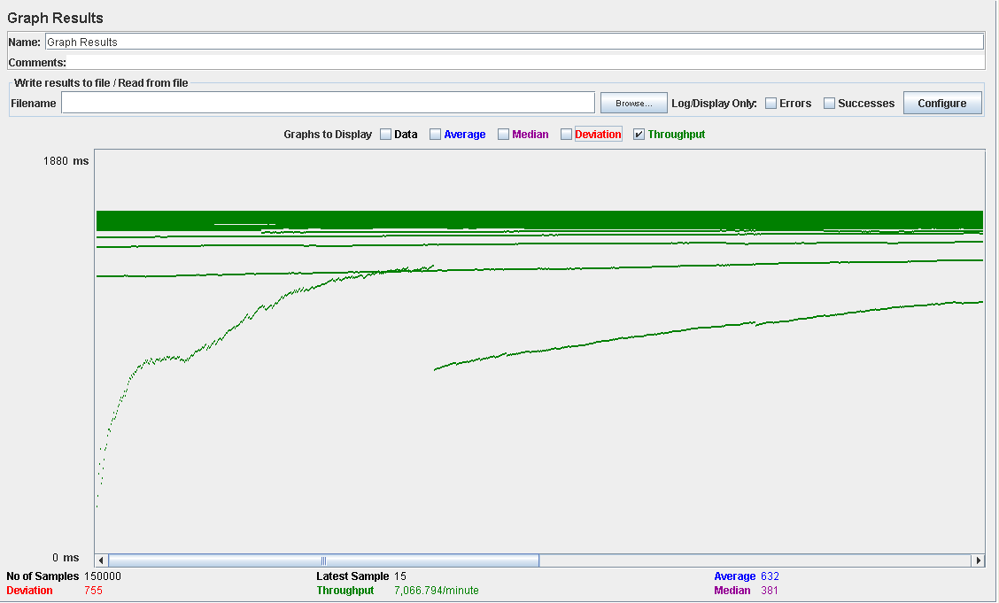 Graph Results
Name: Graph Results
Comments:
Write results to file / Read from file
Filename Browse... Log/Display Only: Errors Successes Configure
Graphs to Display Data Average Median Deviation Throughput
1880 ms
0 ms
No of Samples 150000 Latest Sample 15 Average 632
Deviation 755 Throughput 7,066.794/minute Median 381